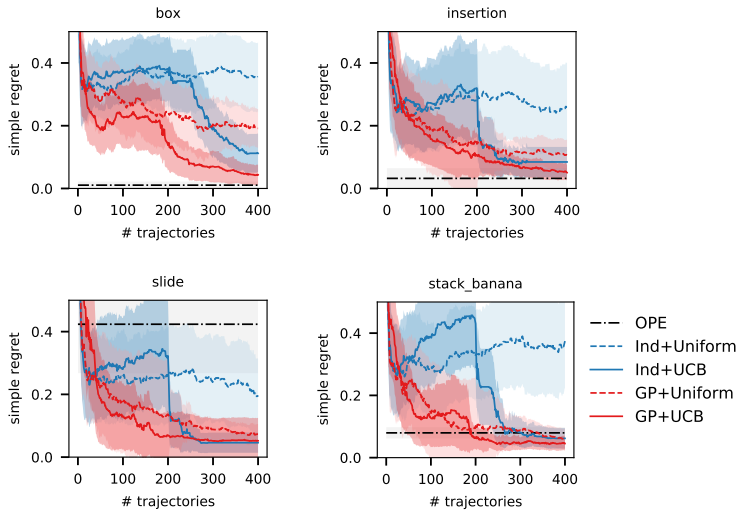 box
insertion
simple regret
0.4
0.2
0.0
0 100 200 300 400
# trajectories
simple regret
0.4
0.2
0.0
0 100 200 300 400
# trajectories
slide
stack_banana
simple regret
0.4
0.2
0.0
0 100 200 300 400
# trajectories
simple regret
0.4
0.2
0.0
0 100 200 300 400
# trajectories
OPE
Ind+Uniform
Ind+UCB
GP+Uniform
GP+UCB